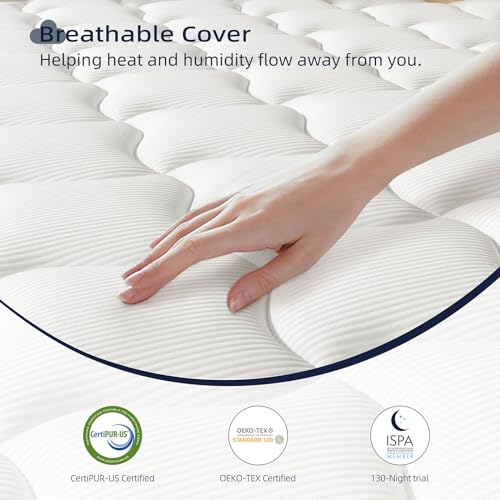 Breathable Cover
Helping heat and humidity flow away from you.
CertiPUR-US®
OEKO-TEX®
STANDARD 100
ISPA
MEMBER
CertiPUR-US Certified
OEKO-TEX Certified
130-Night trial